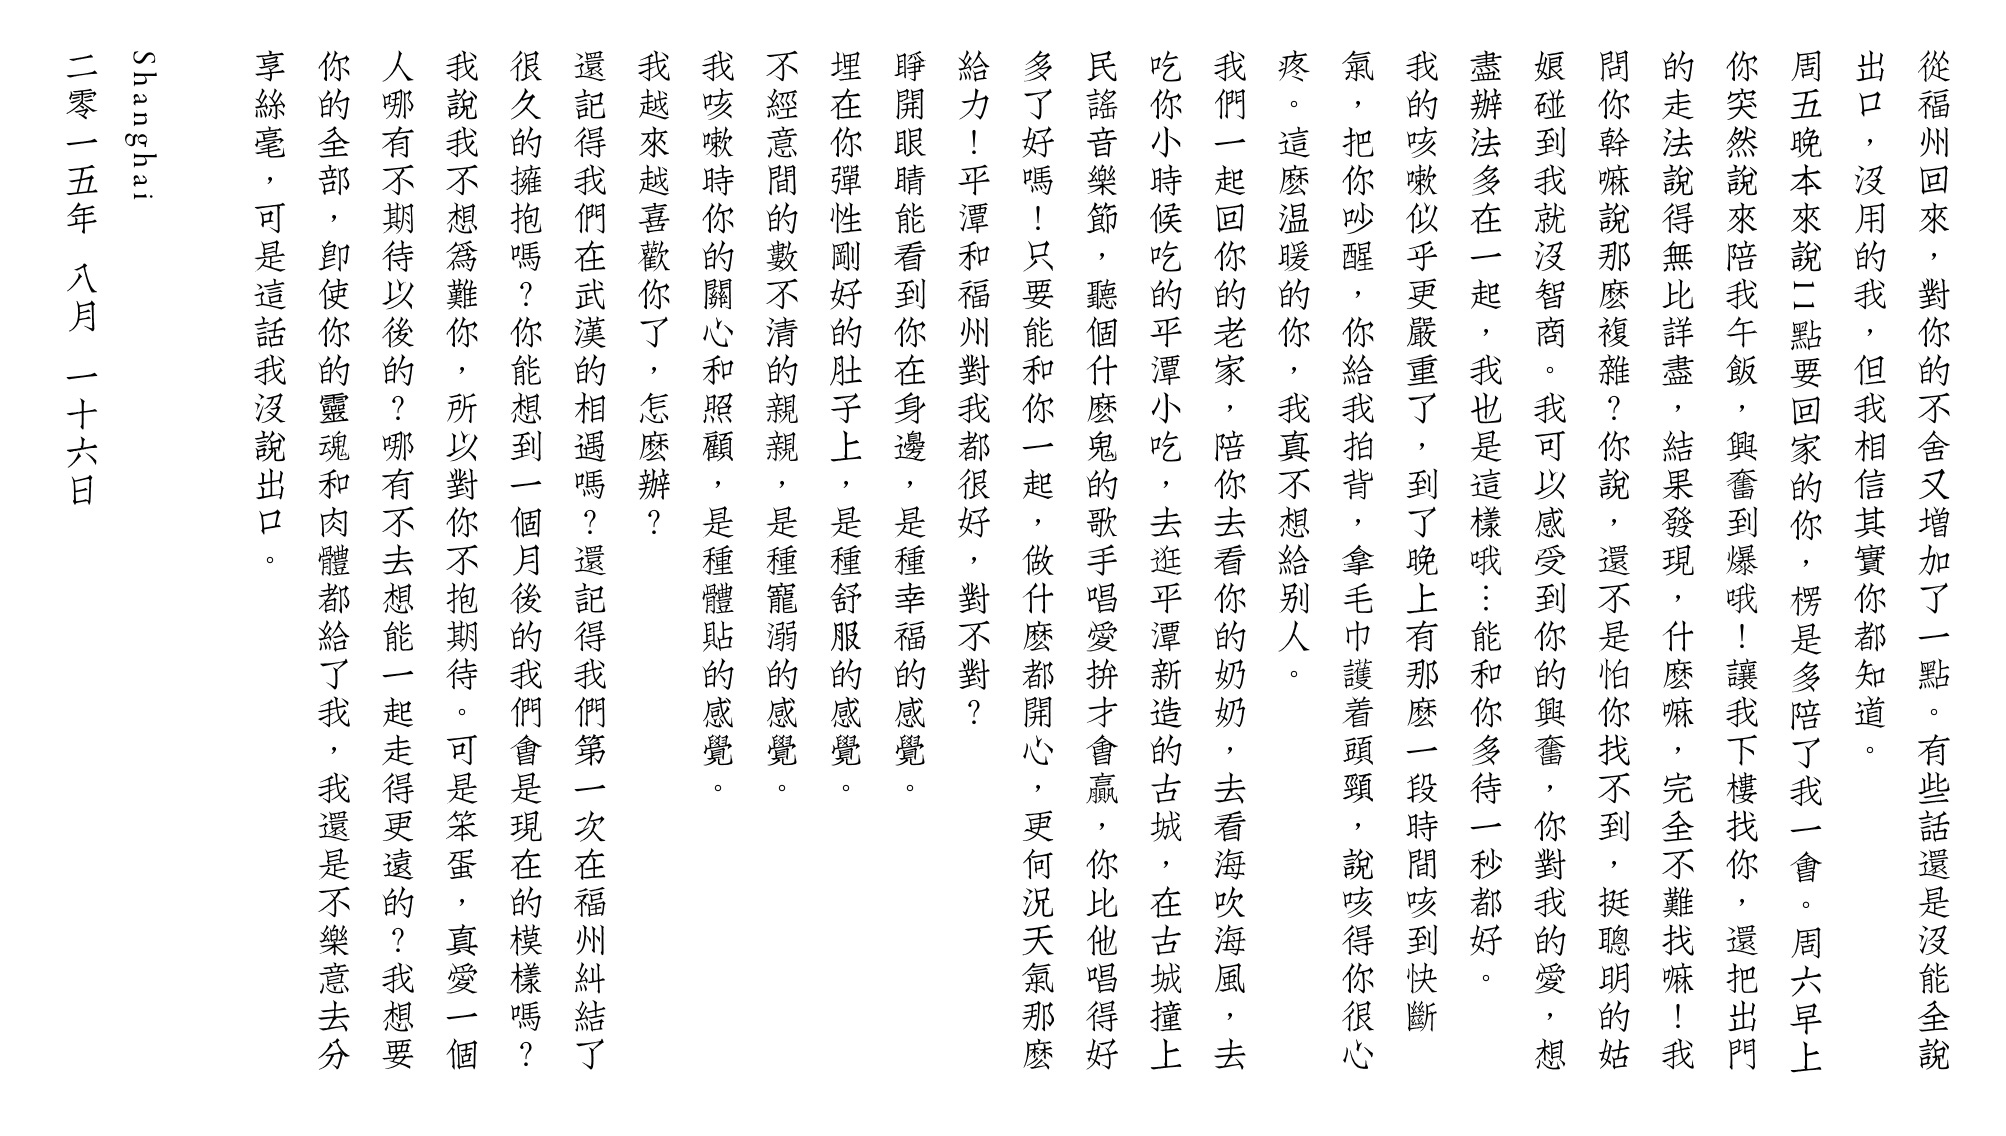 從福州回來，對你的不舍又增加了一點。有些話還是沒能全說
出口，沒用的我，但我相信其實你都知道。
周五晚本來說11點要回家的你，楞是多陪了我一會。周六早上
你突然說來陪我午飯，興奮到爆哦！讓我下樓找你，還把出門
的走法說得無比詳盡，結果發現，什麽嘛，完全不難找嘛！我
問你幹嘛說那麽複雜？你說，還不是怕你找不到，挺聰明的姑
娘碰到我就沒智商。我可以感受到你的興奮，你對我的愛，想
盡辦法多在一起，我也是這樣哦…能和你多待一秒都好。
我的咳嗽似乎更嚴重了，到了晚上有那麽一段時間咳到快斷
氣，把你吵醒，你給我拍背，拿毛巾護着頭頸，說咳得你很心
疼。這麽温暖的你，我真不想給别人。
我們一起回你的老家，陪你去看你的奶奶，去看海吹海風，去
吃你小時候吃的平潭小吃，去逛平潭新造的古城，在古城撞上
民謠音樂節，聽個什麽鬼的歌手唱愛拚才會贏，你比他唱得好
多了好嗎！只要能和你一起，做什麽都開心，更何況天氣那麽
給力！平潭和福州對我都很好，對不對？
睜開眼睛能看到你在身邊，是種幸福的感覺。
埋在你彈性剛好的肚子上，是種舒服的感覺。
不經意間的數不清的親親，是種寵溺的感覺。
我咳嗽時你的關心和照顧，是種體貼的感覺。
我越來越喜歡你了，怎麽辦？
還記得我們在武漢的相遇嗎？還記得我們第一次在福州糾結了
很久的擁抱嗎？你能想到一個月後的我們會是現在的模樣嗎？
我說我不想爲難你，所以對你不抱期待。可是笨蛋，真愛一個
人哪有不期待以後的？哪有不去想能一起走得更遠的？我想要
你的全部，卽使你的靈魂和肉體都給了我，我還是不樂意去分
享絲毫，可是這話我沒說出口。
Shanghai
二零一五年 八月 一十六日